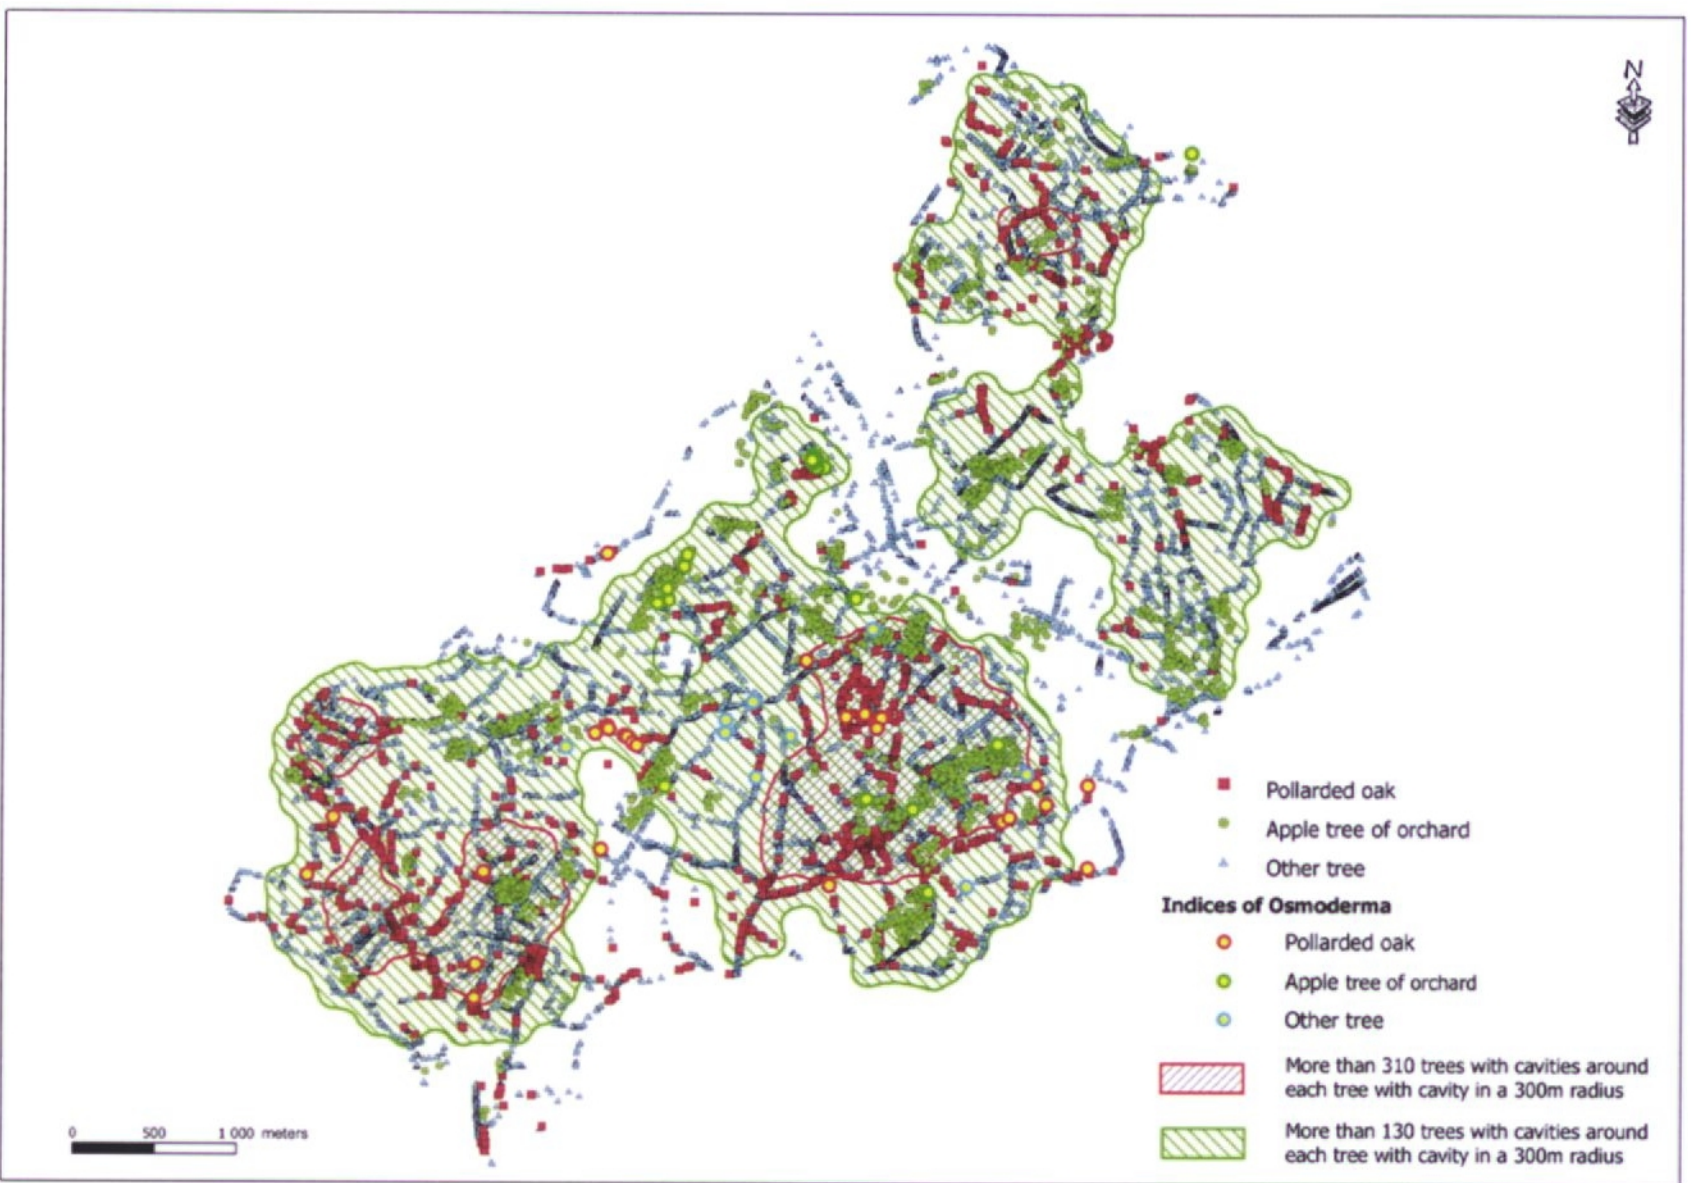 N
Pollarded oak
Apple tree of orchard
Other tree
Indices of Osmoderma
Pollarded oak
Apple tree of orchard
Other tree
More than 310 trees with cavities around
each tree with cavity in a 300m radius
More than 130 trees with cavities around
each tree with cavity in a 300m radius
0 500 1 000 meters